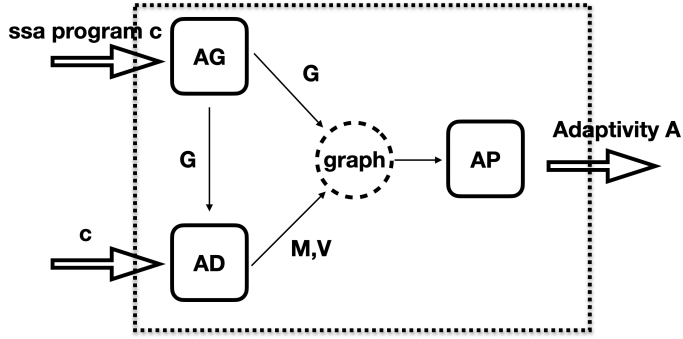 ssa program c
AG
G
G
graph
AP
Adaptivity A
c
AD
M,V